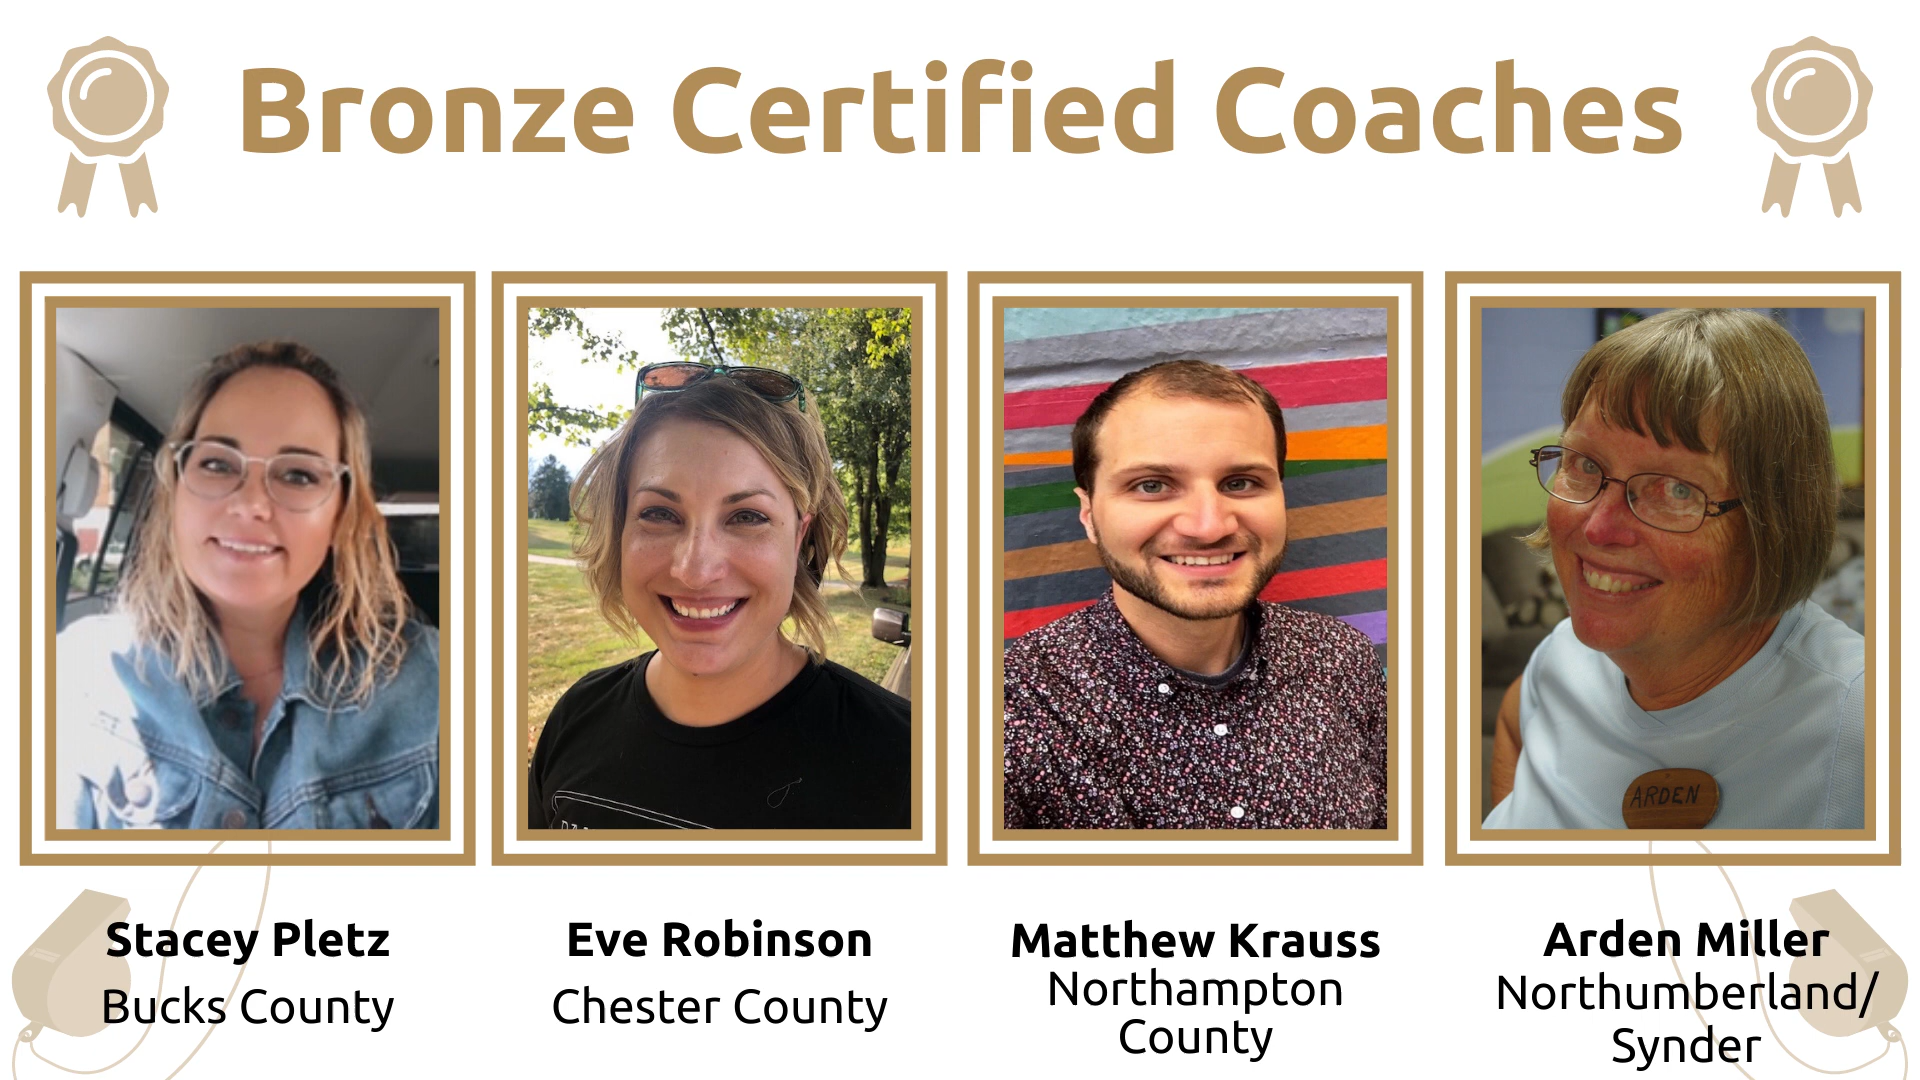 Bronze Certified Coaches
ARDEN
Stacey Pletz
Bucks County
Eve Robinson
Chester County
Matthew Krauss
Northampton
County
Arden Miller
Northumberland/
Synder